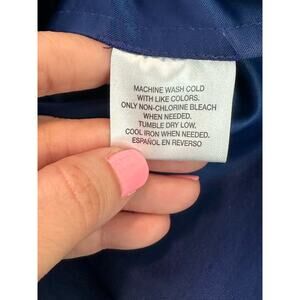 MACHINE WASH COLD
WITH LIKE COLORS.
ONLY NON-CHLORINE BLEACH
WHEN NEEDED.
TUMBLE DRY LOW,
COOL IRON WHEN NEEDED.
ESPAÑOL EN REVERSO